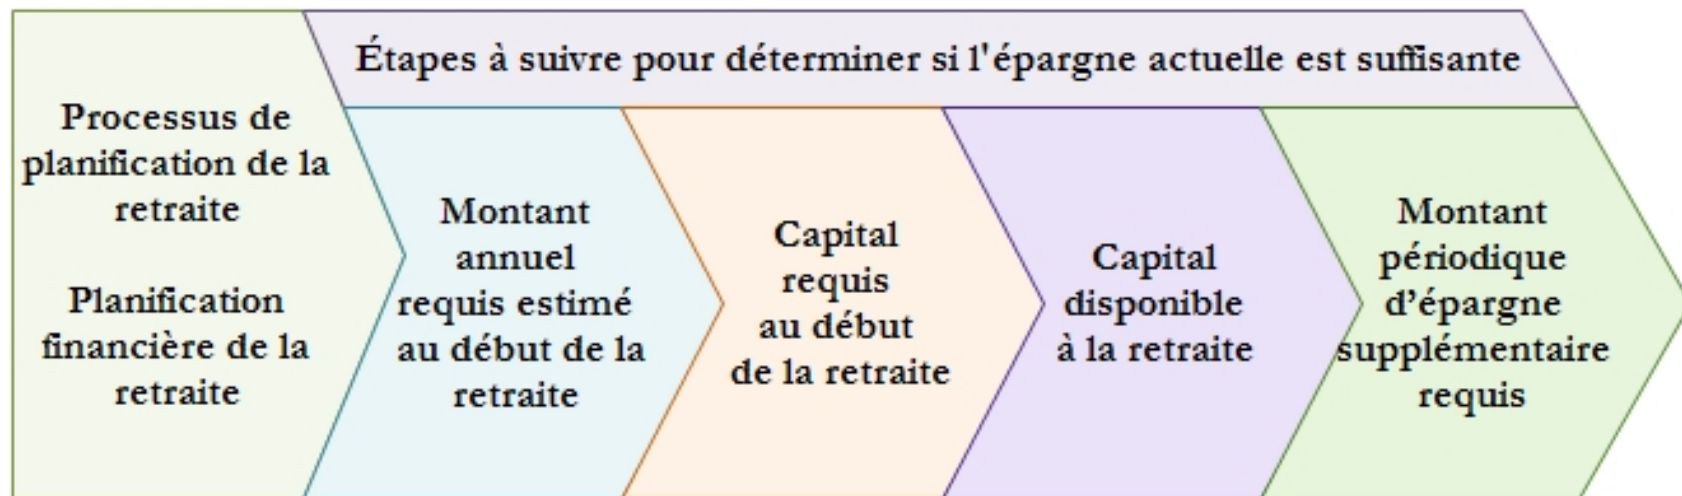 Étapes à suivre pour déterminer si l'épargne actuelle est suffisante
Processus de
planification de la
retraite
Planification
financière de la
retraite
Montant
annuel
requis estimé
au début de la
retraite
Capital
requis
au début
de la retraite
Capital
disponible
à la retraite
Montant
périodique
d’épargne
supplémentaire
requis